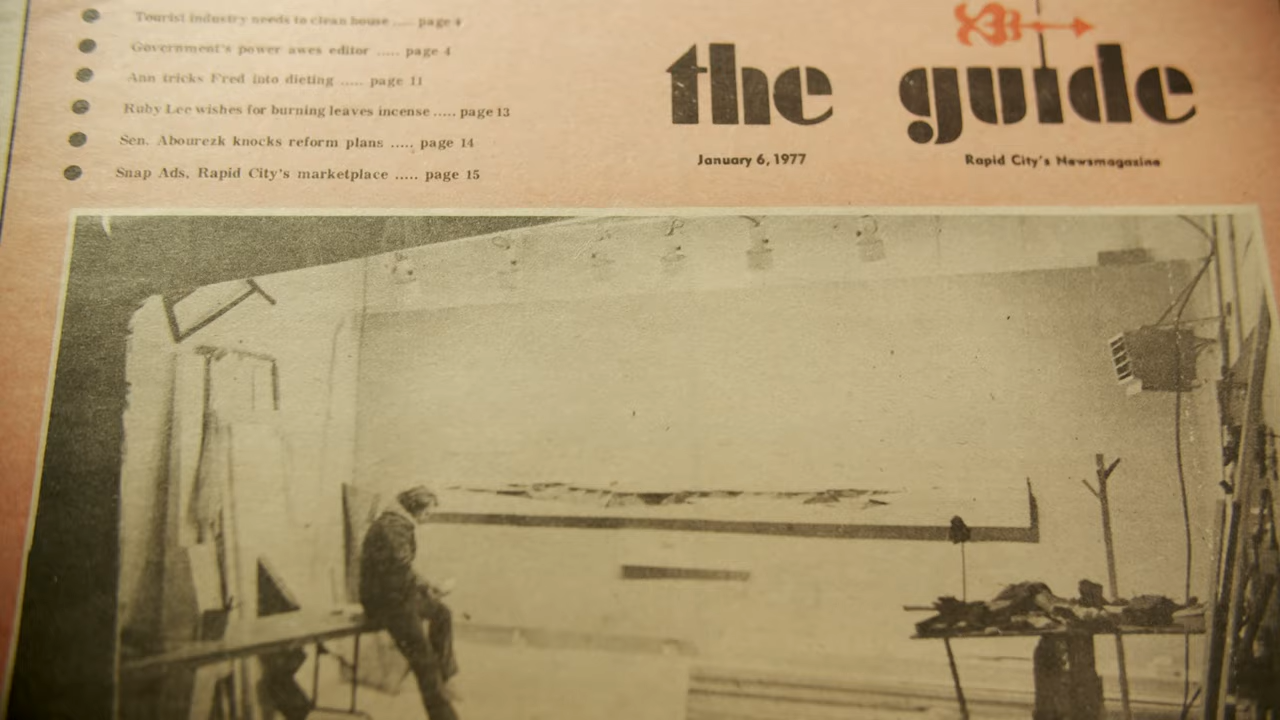 Tourist industry needs to clean house ..... page 4
Government's power awes editor ..... page 4
Ann tricks Fred into dieting ..... page 11
Ruby Lee wishes for burning leaves incense ..... page 13
Sen. Abourezk knocks reform plans ..... page 14
Snap Ads, Rapid City's marketplace ..... page 15
the guide
January 6, 1977
Rapid City's Newsmagazine